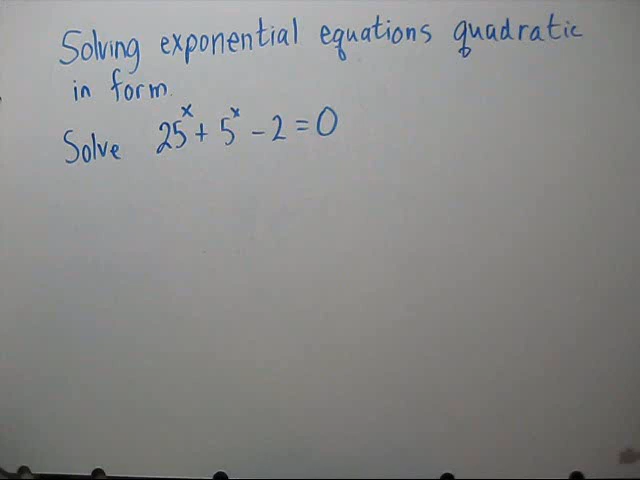 Solving exponential equations quadratic
in form.
Solve 25^x + 5^x - 2 = 0